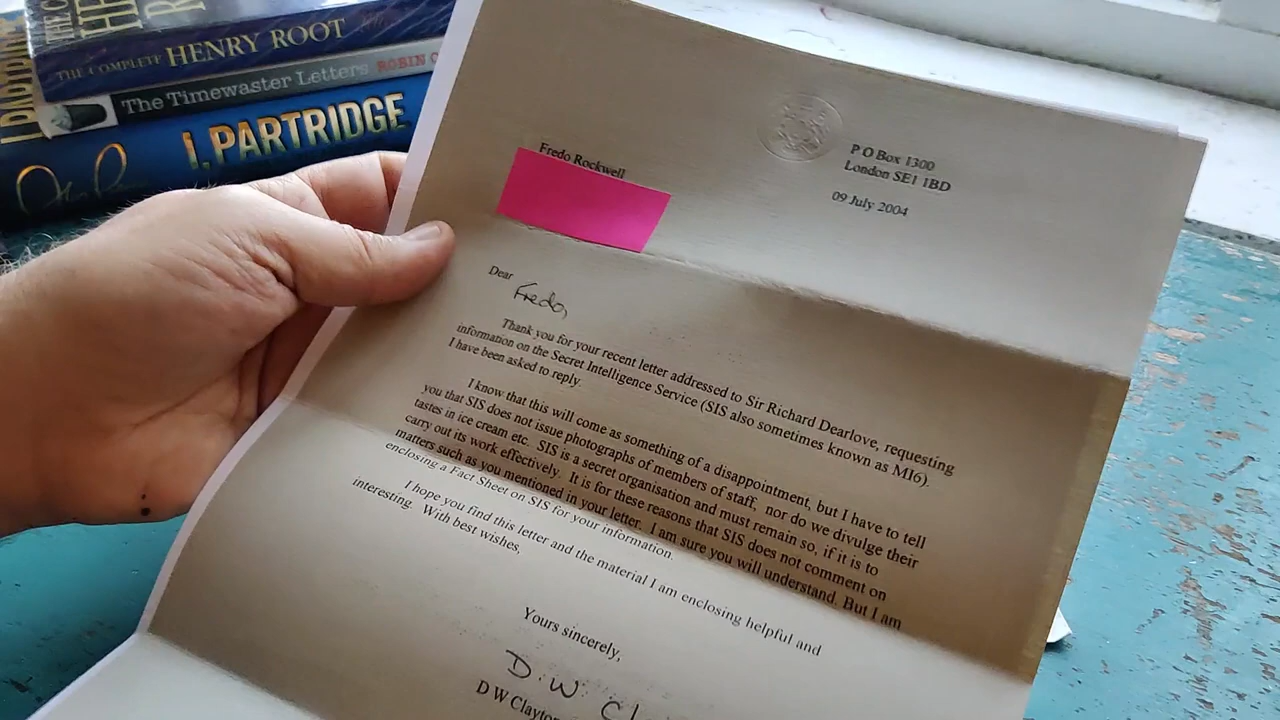 THE COMPLETE HENRY ROOT
The Timewaster Letters ROBIN
I, PARTRIDGE
P O Box 1300
London SE1 1BD
09 July 2004
Fredo Rockwell
Dear
Fredo,
Thank you for your recent letter addressed to Sir Richard Dearlove, requesting
information on the Secret Intelligence Service (SIS also sometimes known as MI6).
I have been asked to reply.
I know that this will come as something of a disappointment, but I have to tell
you that SIS does not issue photographs of members of staff, nor do we divulge their
tastes in ice cream etc. SIS is a secret organisation and must remain so, if it is to
carry out its work effectively. It is for these reasons that SIS does not comment on
matters such as you mentioned in your letter. I am sure you will understand. But I am
enclosing a Fact Sheet on SIS for your information.
I hope you find this letter and the material I am enclosing helpful and
interesting. With best wishes,
Yours sincerely,
D.W
D W Clayton